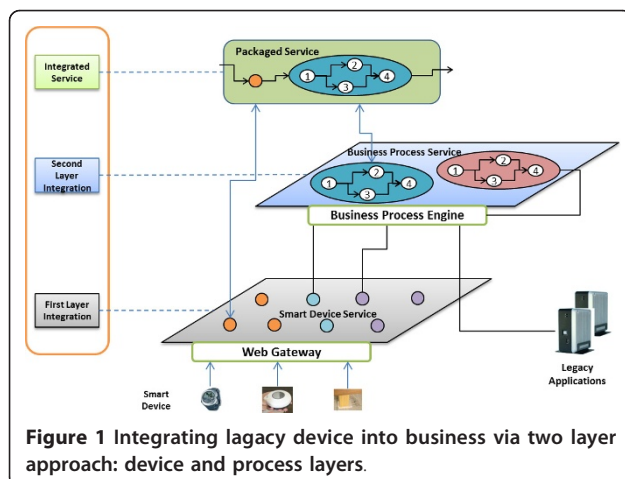 Packaged Service
Integrated
Service
1
2
3
4
Business Process Service
Second
Layer
Integration
1
2
3
4
1
2
3
4
Business Process Engine
First Layer
Integration
Smart Device Service
Web Gateway
Smart
Device
Legacy
Applications
Figure 1 Integrating lagacy device into business via two layer
approach: device and process layers.